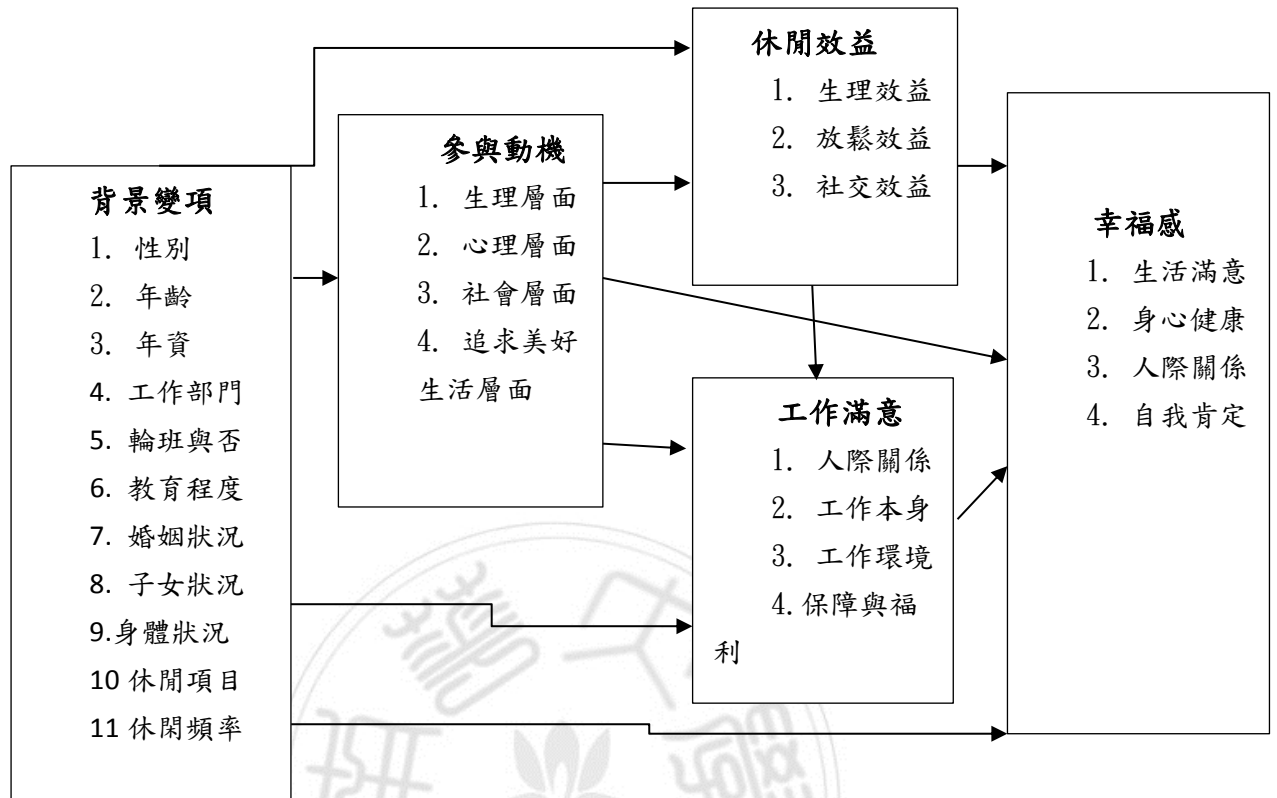 背景變項
1. 性別
2. 年齡
3. 年資
4. 工作部門
5. 輪班與否
6. 教育程度
7. 婚姻狀況
8. 子女狀況
9.身體狀況
10 休閒項目
11 休閑頻率
參與動機
1. 生理層面
2. 心理層面
3. 社會層面
4. 追求美好
生活層面
休閒效益
1. 生理效益
2. 放鬆效益
3. 社交效益
工作滿意
1. 人際關係
2. 工作本身
3. 工作環境
4.保障與福
利
幸福感
1. 生活滿意
2. 身心健康
3. 人際關係
4. 自我肯定